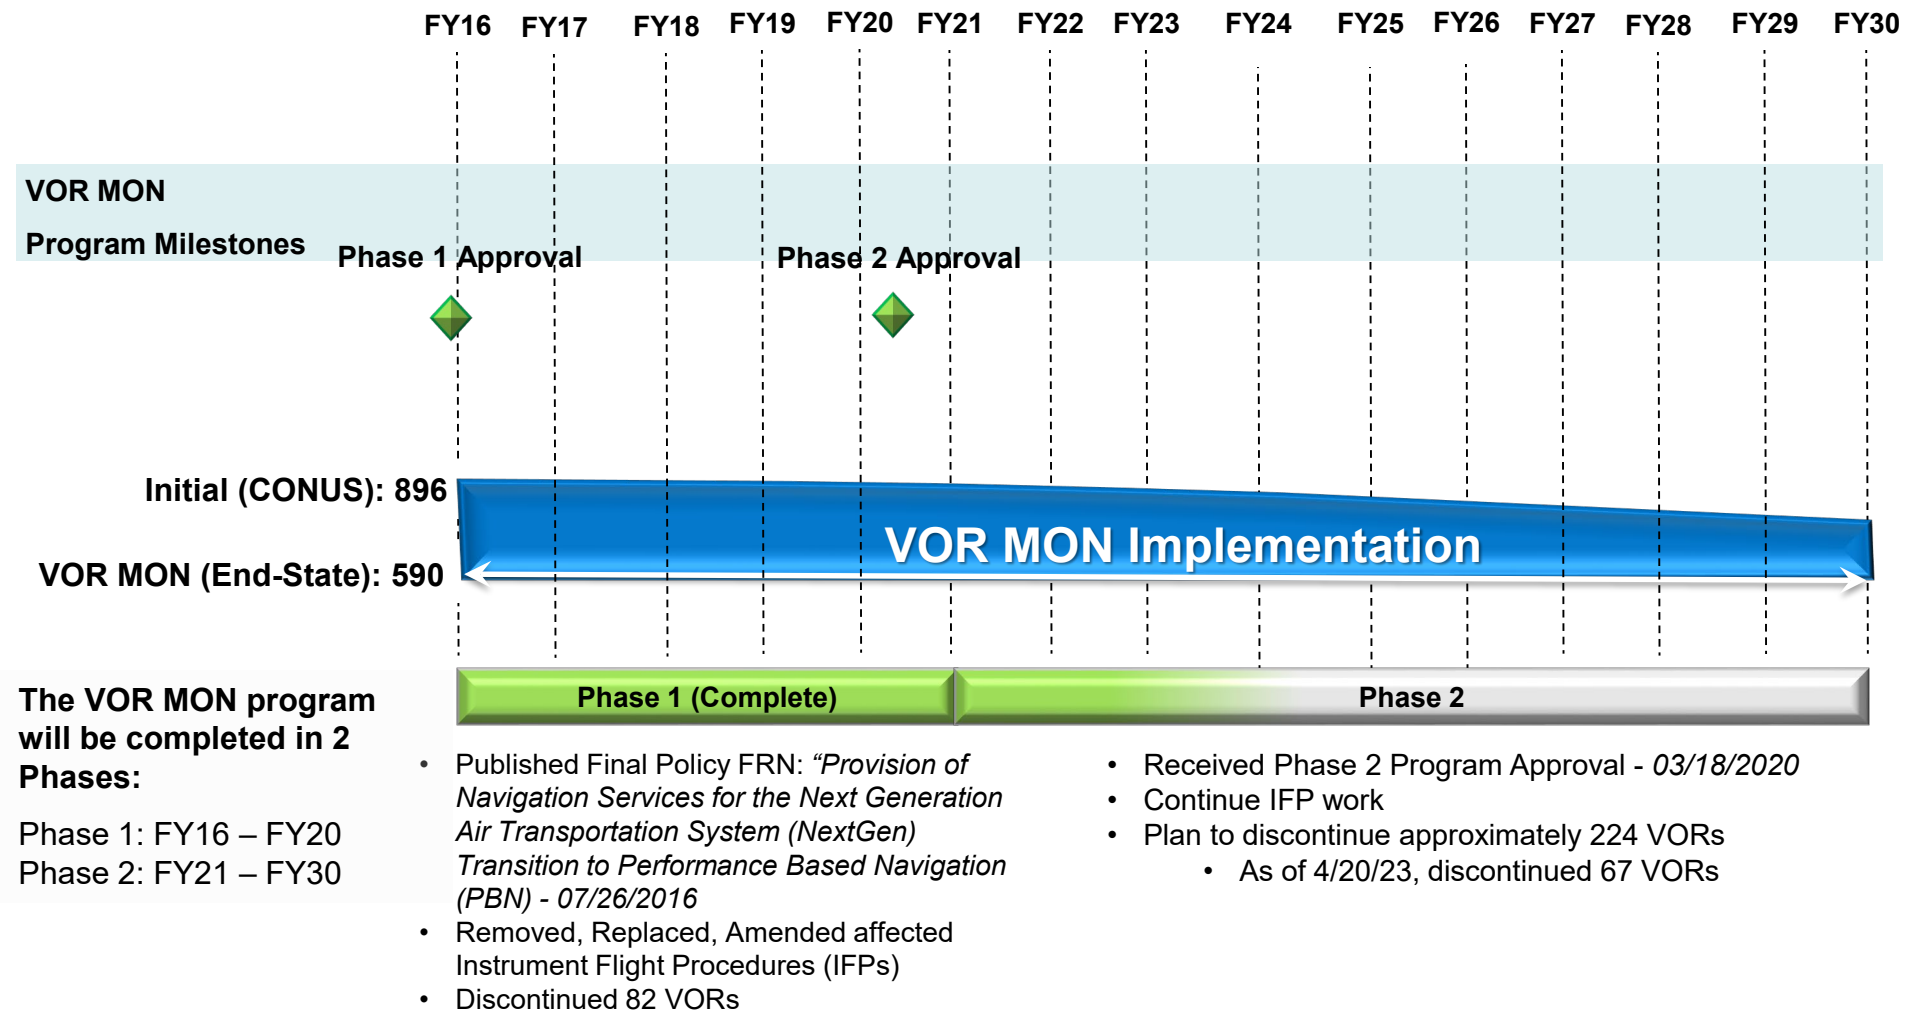 FY16 FY17 FY18 FY19 FY20 FY21 FY22 FY23 FY24 FY25 FY26 FY27 FY28 FY29 FY30
VOR MON
Program Milestones
Phase 1 Approval
Phase 2 Approval
Initial (CONUS): 896
VOR MON Implementation
VOR MON (End-State): 590
Phase 1 (Complete)
Phase 2
The VOR MON program
will be completed in 2
Phases:
Phase 1: FY16 – FY20
Phase 2: FY21 – FY30
• Published Final Policy FRN: “Provision of
Navigation Services for the Next Generation
Air Transportation System (NextGen)
Transition to Performance Based Navigation
(PBN) - 07/26/2016
• Removed, Replaced, Amended affected
Instrument Flight Procedures (IFPs)
• Discontinued 82 VORs
• Received Phase 2 Program Approval - 03/18/2020
• Continue IFP work
• Plan to discontinue approximately 224 VORs
• As of 4/20/23, discontinued 67 VORs